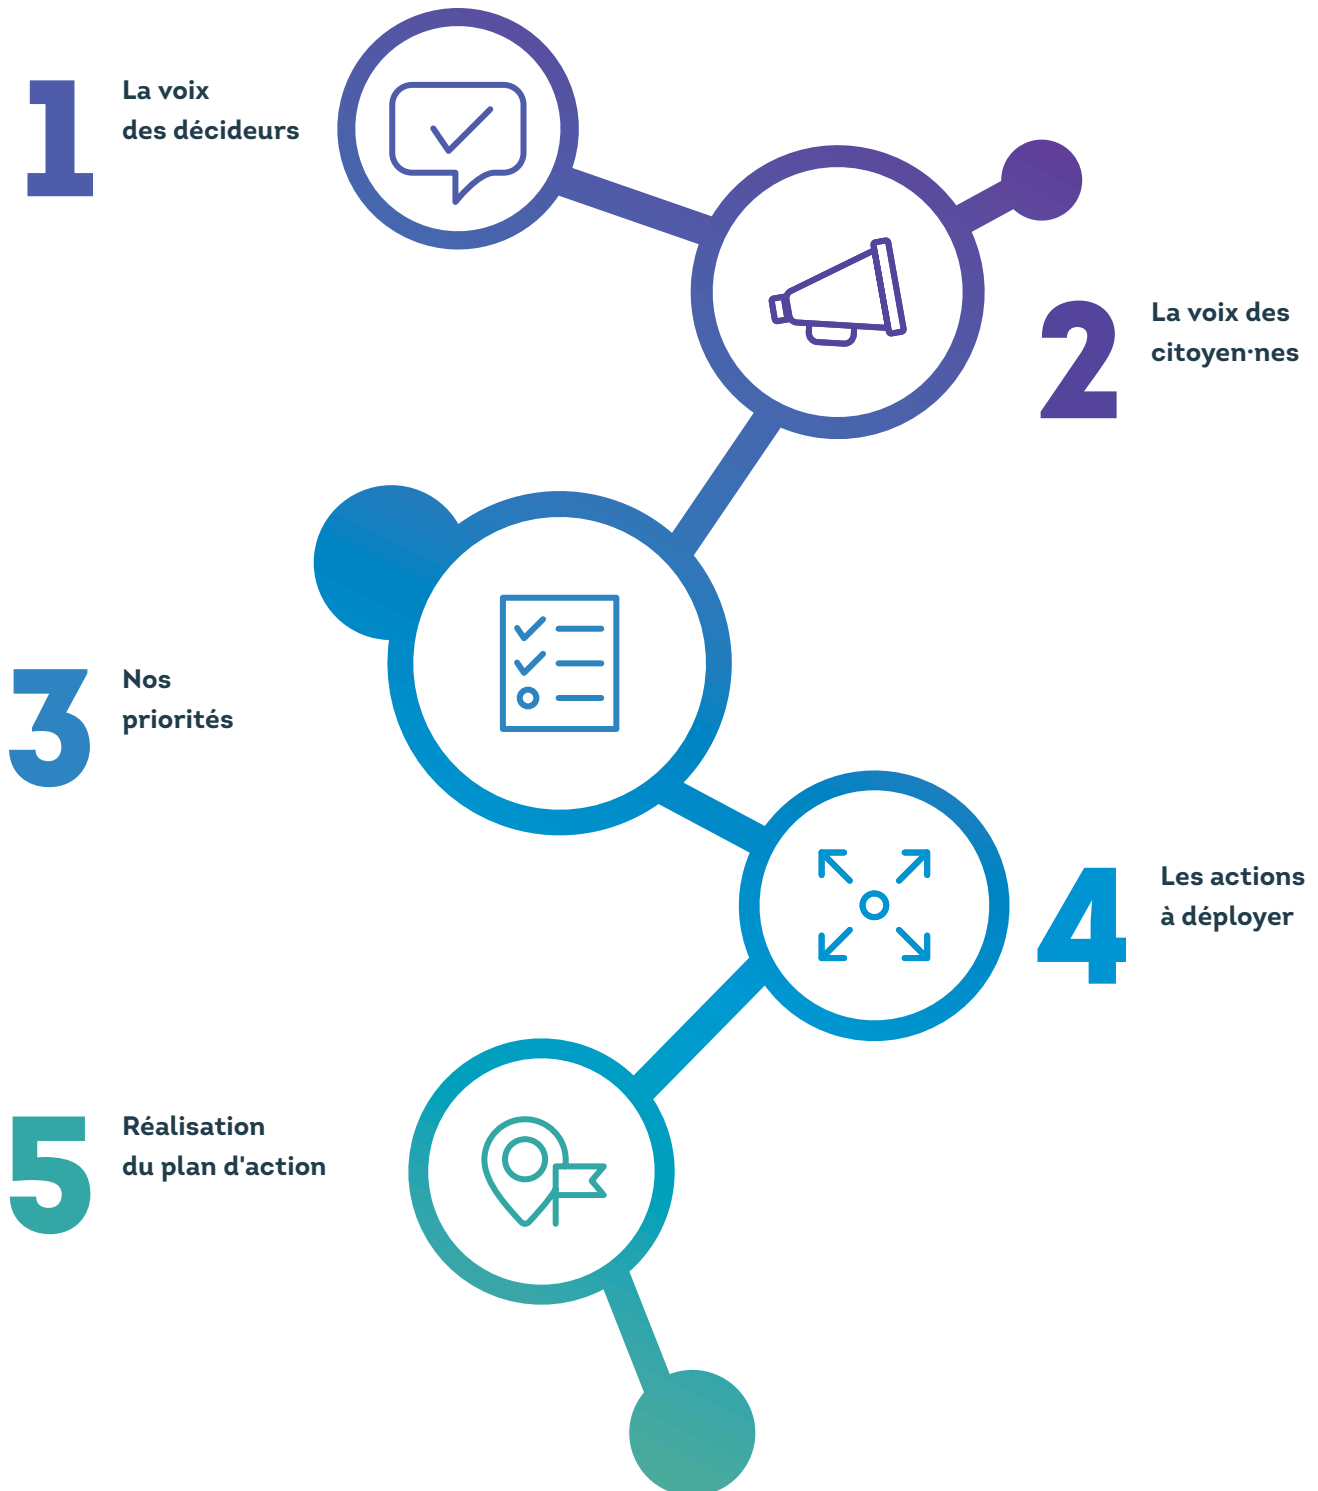 1
La voix
des décideurs
2
La voix des
citoyen·nes
3
Nos
priorités
4
Les actions
à déployer
5
Réalisation
du plan d'action